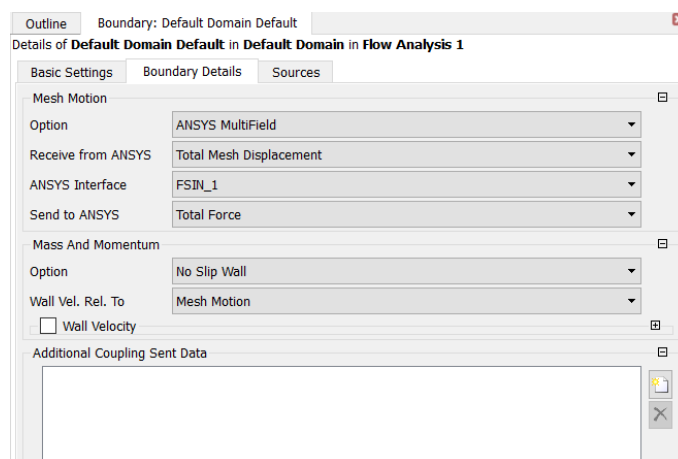 Outline Boundary: Default Domain Default
Details of Default Domain Default in Default Domain in Flow Analysis 1
Basic Settings Boundary Details Sources
Mesh Motion
Option ANSYS MultiField
Receive from ANSYS Total Mesh Displacement
ANSYS Interface FSIN_1
Send to ANSYS Total Force
Mass And Momentum
Option No Slip Wall
Wall Vel. Rel. To Mesh Motion
Wall Velocity
Additional Coupling Sent Data